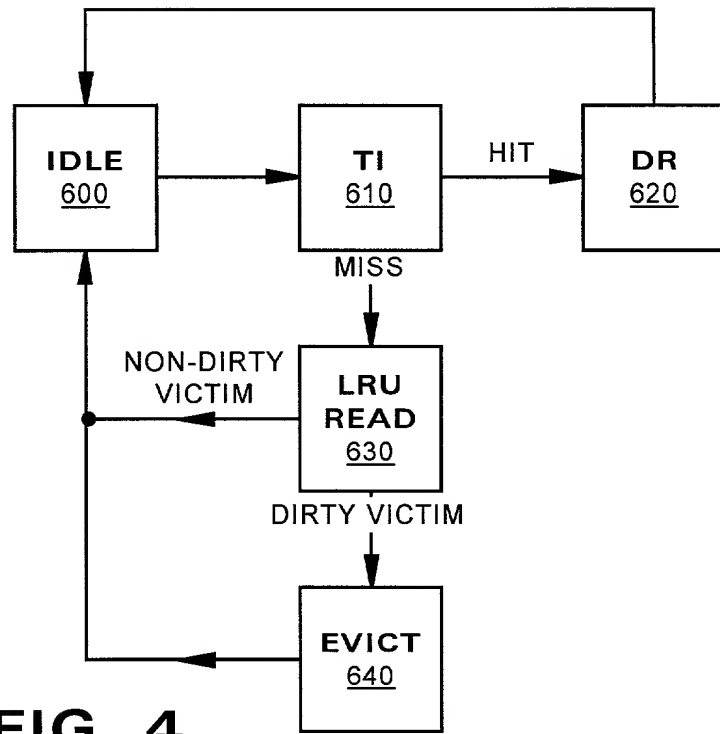 IDLE
600
TI
610
HIT
DR
620
MISS
NON-DIRTY
VICTIM
LRU
READ
630
DIRTY VICTIM
EVICT
640
FIG. 4